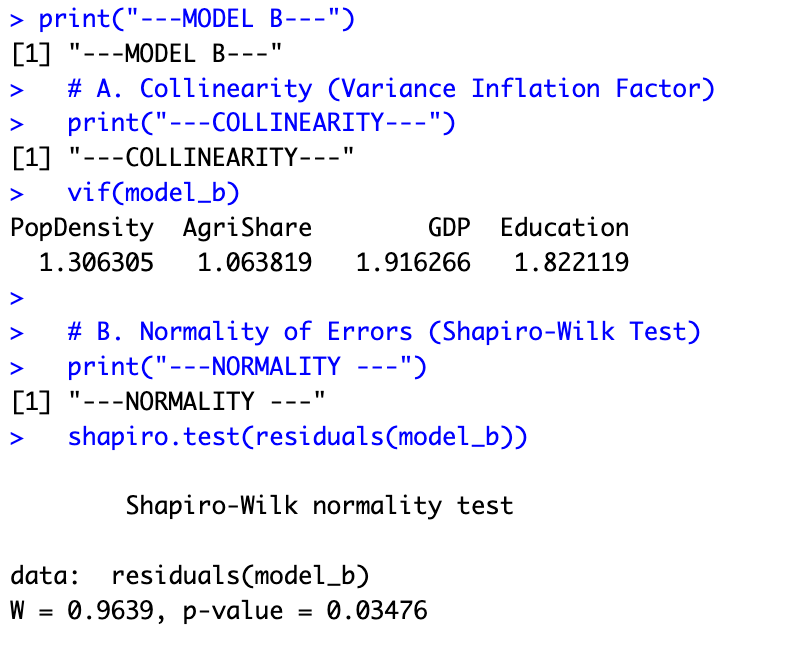 > print("---MODEL B---")
[1] "---MODEL B---"
>   # A. Collinearity (Variance Inflation Factor)
>   print("---COLLINEARITY---")
[1] "---COLLINEARITY---"
>   vif(model_b)
PopDensity  AgriShare        GDP  Education
  1.306305   1.063819   1.916266   1.822119
>
>   # B. Normality of Errors (Shapiro-Wilk Test)
>   print("---NORMALITY ---")
[1] "---NORMALITY ---"
>   shapiro.test(residuals(model_b))
        Shapiro-Wilk normality test
data:  residuals(model_b)
W = 0.9639, p-value = 0.03476